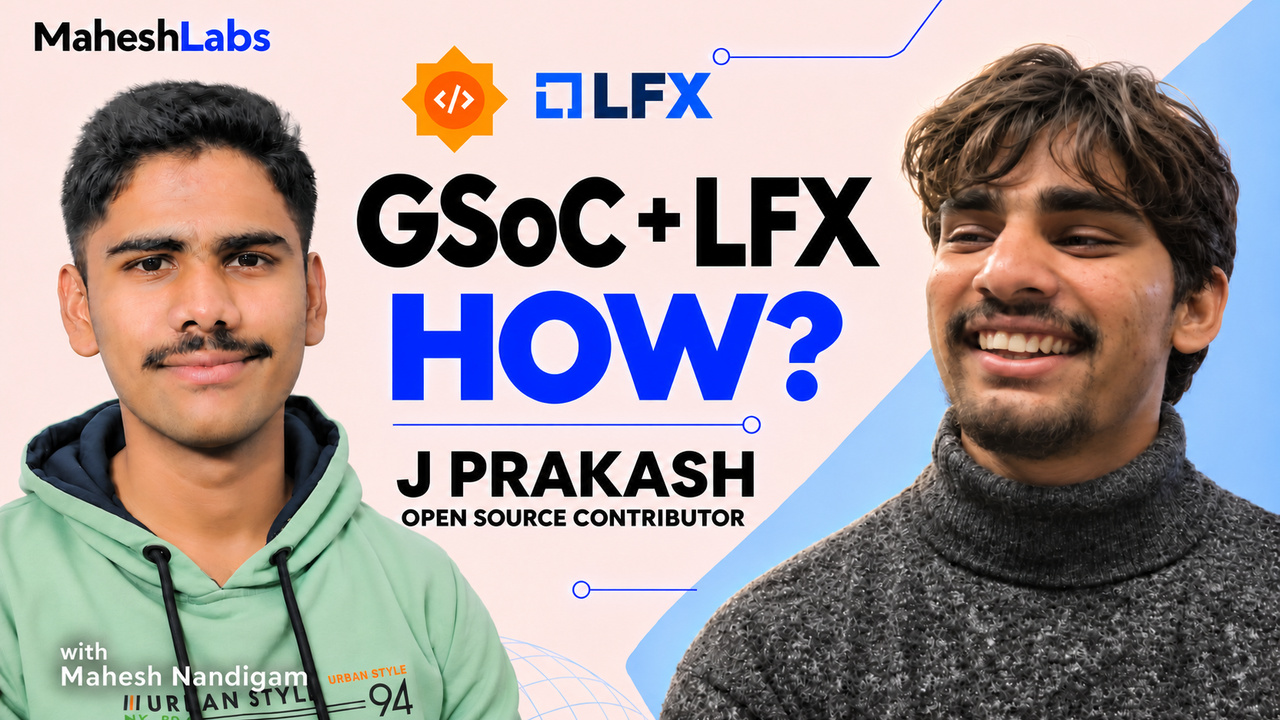 MaheshLabs
</>
LFX
GSoC + LFX
HOW?
J PRAKASH
OPEN SOURCE CONTRIBUTOR
with
Mahesh Nandigam
URBAN STYLE
URBAN STYLE
94